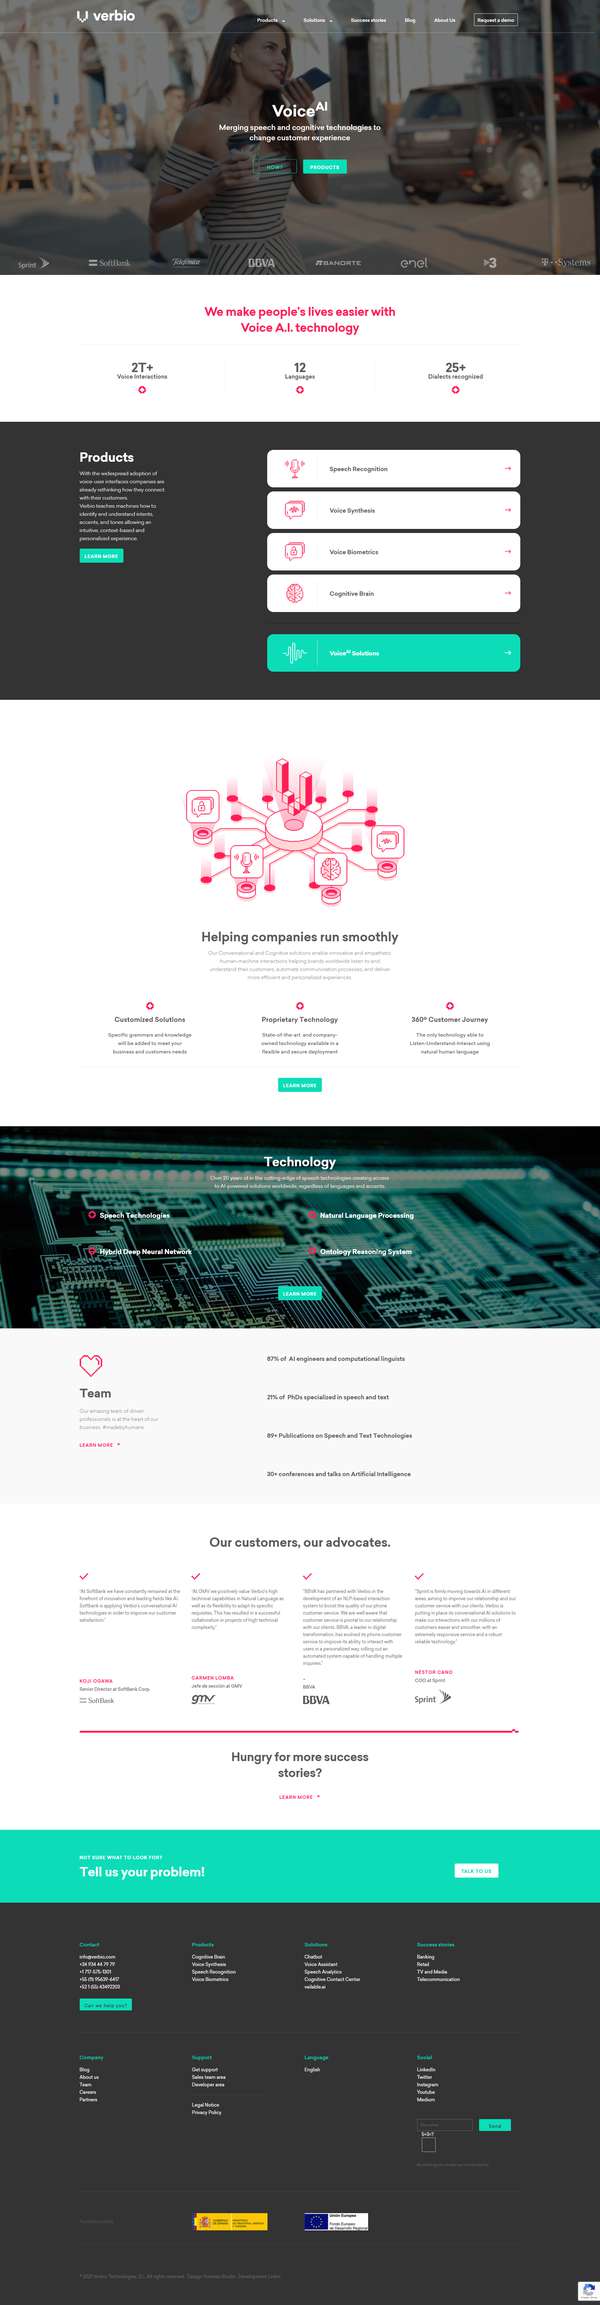 verbio
Products
Solutions
Success stories
Blog
About Us
Request a demo
VoiceAI
Merging speech and cognitive technologies to
change customer experience
HOW?
PRODUCTS
Sprint
SoftBank
Telefónica
BBVA
BANORTE
enel
3
T··Systems
We make people's lives easier with
Voice A.I. technology
2T+
Voice Interactions
12
Languages
25+
Dialects recognized
Products
With the widespread adoption of
voice-user interfaces companies are
already rethinking how they connect
with their customers.
Verbio teaches machines how to
identify and understand intents,
accents, and tones allowing an
intuitive, context-based and
personalised experience.
LEARN MORE
Speech Recognition
Voice Synthesis
Voice Biometrics
Cognitive Brain
VoiceAI Solutions
Helping companies run smoothly
Our Conversational and Cognitive solutions enable innovative and empathetic
human-machine interactions helping brands worldwide listen to and
understand their customers, automate communication processes, and deliver
more efficient and personalized experiences.
Customized Solutions
Specific grammars and knowledge
will be added to meet your
business and customers needs
Proprietary Technology
State-of-the-art and company-
owned technology available in a
flexible and secure deployment
360º Customer Journey
The only technology able to
Listen-Understand-Interact using
natural human language
LEARN MORE
Technology
Over 20 years at in the cutting-edge of speech technologies creating access
to AI-powered solutions worldwide, regardless of languages and accents.
Speech Technologies
Natural Language Processing
Hybrid Deep Neural Network
Ontology Reasoning System
LEARN MORE
Team
Our amazing team of driven
professionals is at the heart of our
business. #madebyhumans
LEARN MORE
87% of AI engineers and computational linguists
21% of PhDs specialized in speech and text
89+ Publications on Speech and Text Technologies
30+ conferences and talks on Artificial Intelligence
Our customers, our advocates.
"At SoftBank we have constantly remained at the
forefront of innovation and leading fields like AI.
SoftBank is applying Verbio's conversational AI
technologies in order to improve our customer
satisfaction."
KOJI OGAWA
Senior Director at SoftBank Corp.
SoftBank
"At GMV we positively value Verbio's high
technical capabilities in Natural Language as
well as its flexibility to adapt to specific
requisites. This has resulted in a successful
collaboration in projects of high technical
complexity."
CARMEN LOMBA
Jefe de sección at GMV
gmv
"BBVA has partnered with Verbio in the
development of an NLP-based interaction
system to boost the quality of our phone
customer service. We are well aware that
customer service is pivotal to our relationship
with our clients. BBVA, a leader in digital
transformation, has evolved its phone customer
service to improve its ability to interact with
users in a personalized way, rolling out an
automated system capable of handling multiple
inquiries."
–
BBVA
BBVA
"Sprint is firmly moving towards AI in different
areas, aiming to improve our relationship and our
customer service with our clients. Verbio is
putting in place its conversational AI solutions to
make our interactions with our millions of
customers easier and smoother, with an
extremely responsive service and a robust
reliable technology."
NÉSTOR CANO
COO at Sprint
Sprint
Hungry for more success
stories?
LEARN MORE
NOT SURE WHAT TO LOOK FOR?
Tell us your problem!
TALK TO US
Contact
info@verbio.com
+34 934 44 79 79
+1 717-575-1301
+55 (11) 95639-6417
+52 1 (55) 43492203
Can we help you?
Products
Cognitive Brain
Voice Synthesis
Speech Recognition
Voice Biometrics
Solutions
Chatbot
Voice Assistant
Speech Analytics
Cognitive Contact Center
veilable.ai
Success stories
Banking
Retail
TV and Media
Telecommunication
Company
Blog
About us
Team
Careers
Partners
Support
Get support
Sales team area
Developer area
Legal Notice
Privacy Policy
Language
English
Social
LinkedIn
Twitter
Instagram
Youtube
Medium
Send
5+3=?
Unión Europea
Fondo Europeo
de Desarrollo Regional